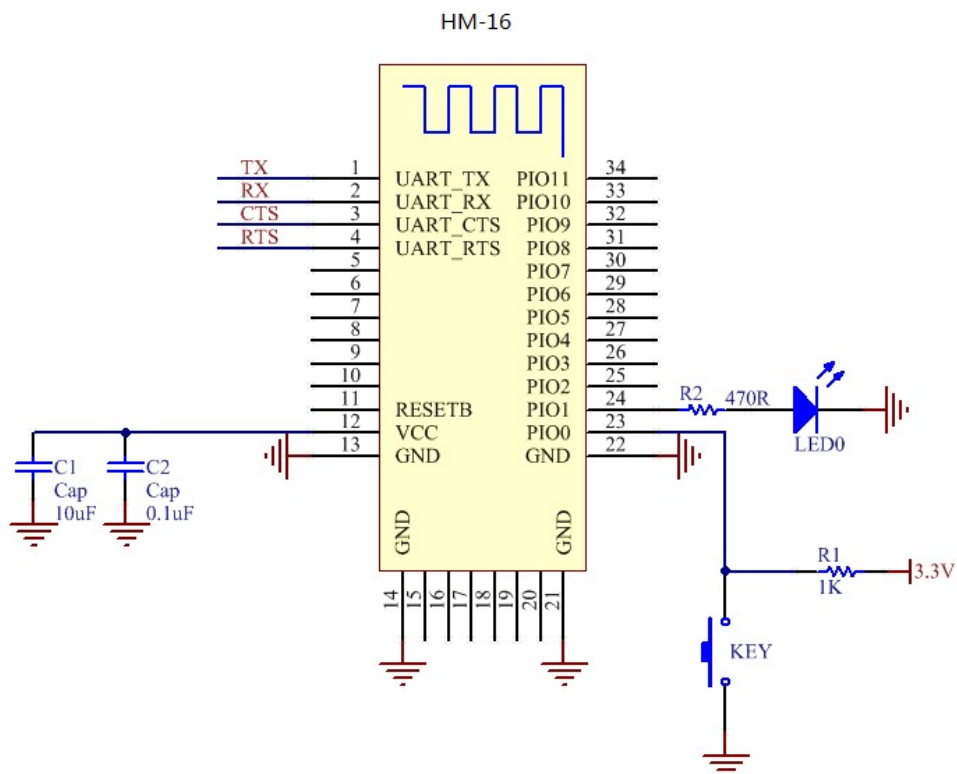 HM-16
TX 1 UART_TX PIO11 34
RX 2 UART_RX PIO10 33
CTS 3 UART_CTS PIO9 32
RTS 4 UART_RTS PIO8 31
5 PIO7 30
6 PIO6 29
7 PIO5 28
8 PIO4 27
9 PIO3 26
10 PIO2 25
11 RESETB PIO1 24 R2 470R
12 VCC PIO0 23 LED0
13 GND GND 22
C1 C2
Cap Cap
10uF 0.1uF
GND GND
R1
1K 3.3V
14 15 16 17 18 19 20 21
KEY